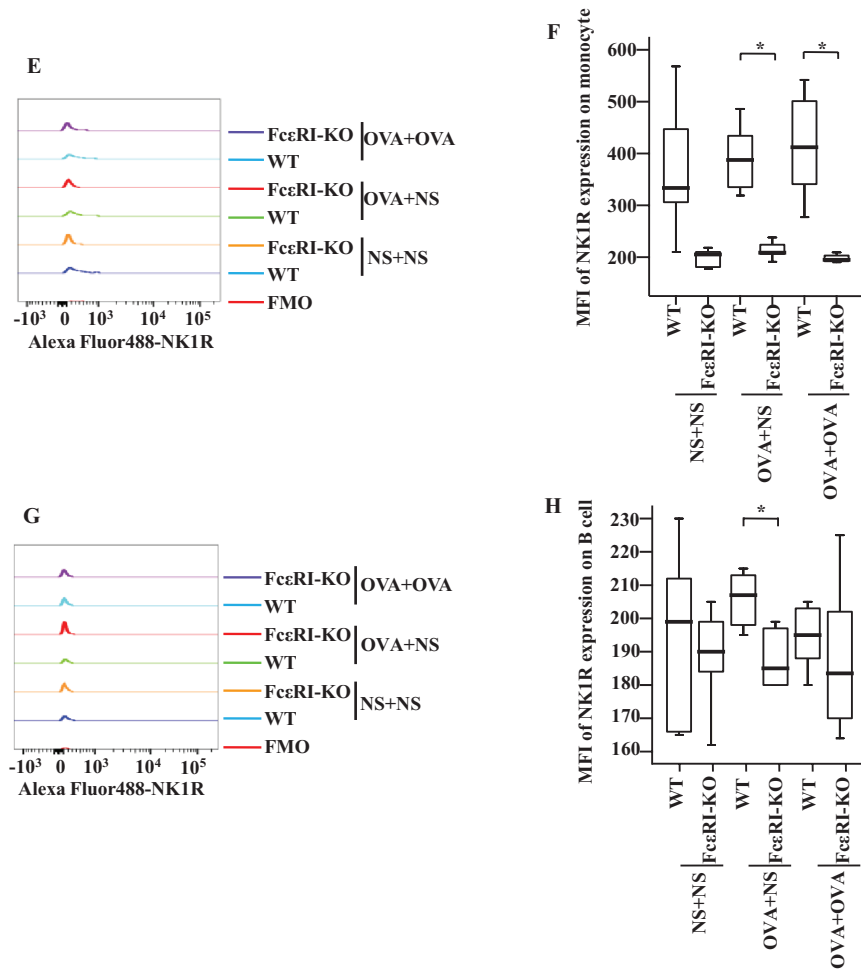 E
FcεRI-KO
OVA+OVA
WT
FcεRI-KO
OVA+NS
WT
FcεRI-KO
NS+NS
WT
FMO
-10³ 0 10³ 10⁴ 10⁵
Alexa Fluor488-NK1R
F
MFI of NK1R expression on monocyte
600
500
400
300
200
* *
WT FcεRI-KO WT FcεRI-KO WT FcεRI-KO
NS+NS OVA+NS OVA+OVA
G
FcεRI-KO
OVA+OVA
WT
FcεRI-KO
OVA+NS
WT
FcεRI-KO
NS+NS
WT
FMO
-10³ 0 10³ 10⁴ 10⁵
Alexa Fluor488-NK1R
H
MFI of NK1R expression on B cell
230
220
210
200
190
180
170
160
*
WT FcεRI-KO WT FcεRI-KO WT FcεRI-KO
NS+NS OVA+NS OVA+OVA